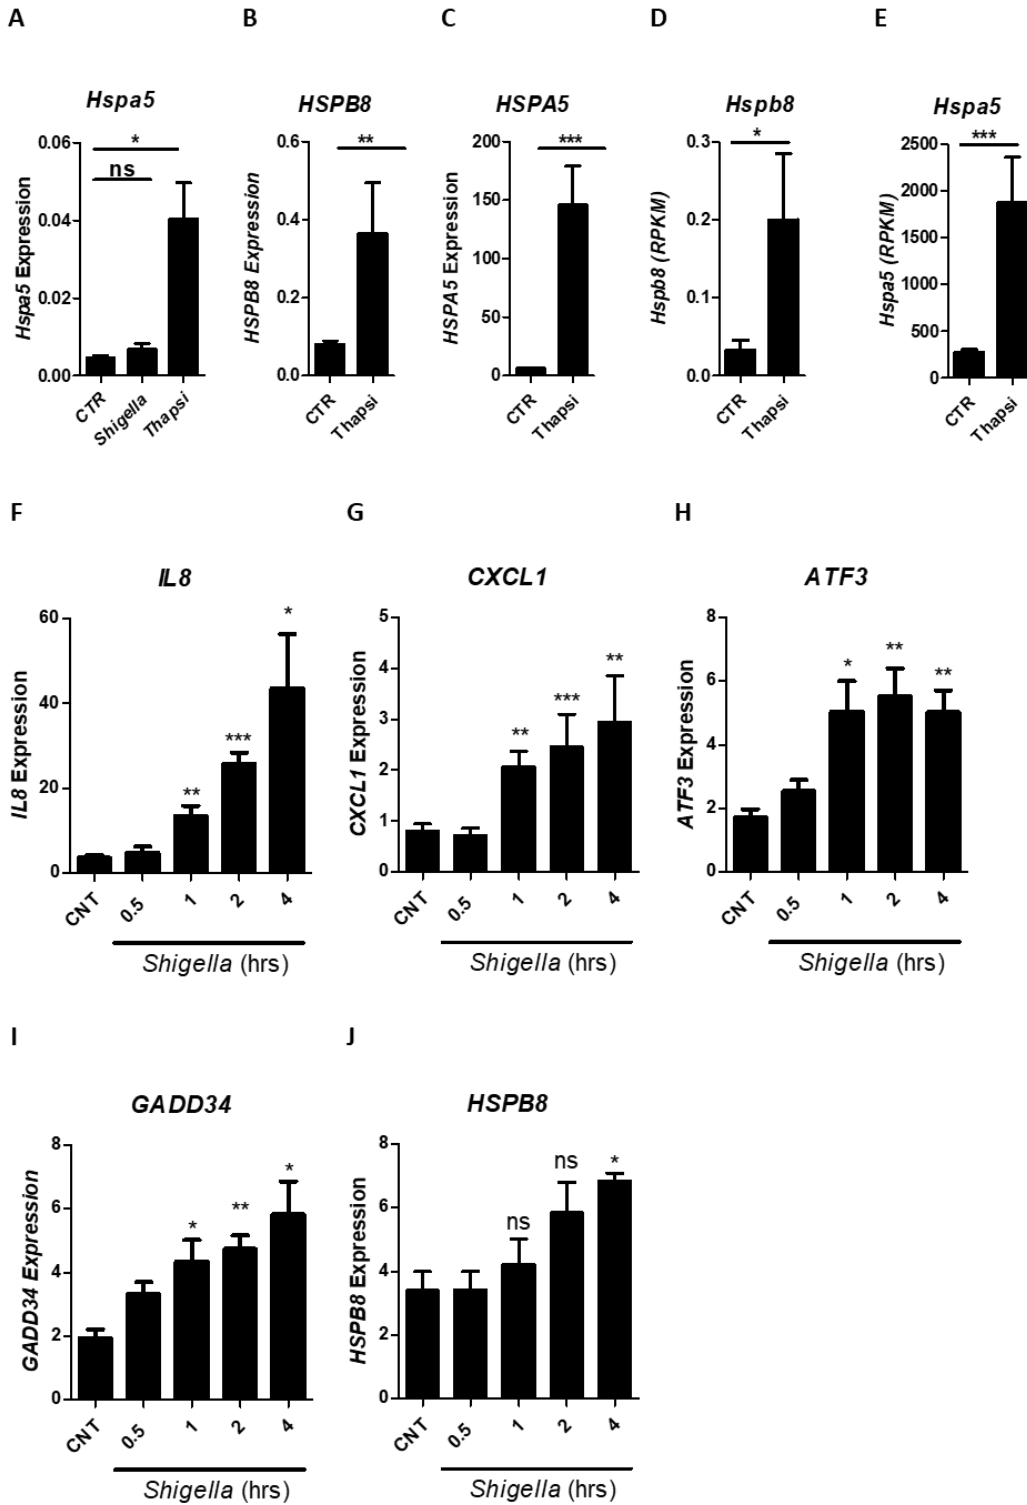 A B C D E
Hspa5 HSPB8 HSPA5 Hspb8 Hspa5
Hspa5 Expression
0.06
0.04
0.02
0.00
*
ns
CTR
Shigella
Thapsi
HSPB8 Expression
0.6
0.4
0.2
0.0
**
CTR
Thapsi
HSPA5 Expression
200
150
100
50
0
***
CTR
Thapsi
Hspb8 (RPKM)
0.3
0.2
0.1
0.0
*
CTR
Thapsi
Hspa5 (RPKM)
2500
2000
1500
1000
500
0
***
CTR
Thapsi
F G H
IL8 CXCL1 ATF3
IL8 Expression
60
40
20
0
**
***
*
CNT
0.5
1
2
4
Shigella (hrs)
CXCL1 Expression
5
4
3
2
1
0
**
***
**
CNT
0.5
1
2
4
Shigella (hrs)
ATF3 Expression
8
6
4
2
0
*
**
**
CNT
0.5
1
2
4
Shigella (hrs)
I J
GADD34 HSPB8
GADD34 Expression
8
6
4
2
0
*
**
*
CNT
0.5
1
2
4
Shigella (hrs)
HSPB8 Expression
8
6
4
2
0
ns
ns
*
CNT
0.5
1
2
4
Shigella (hrs)